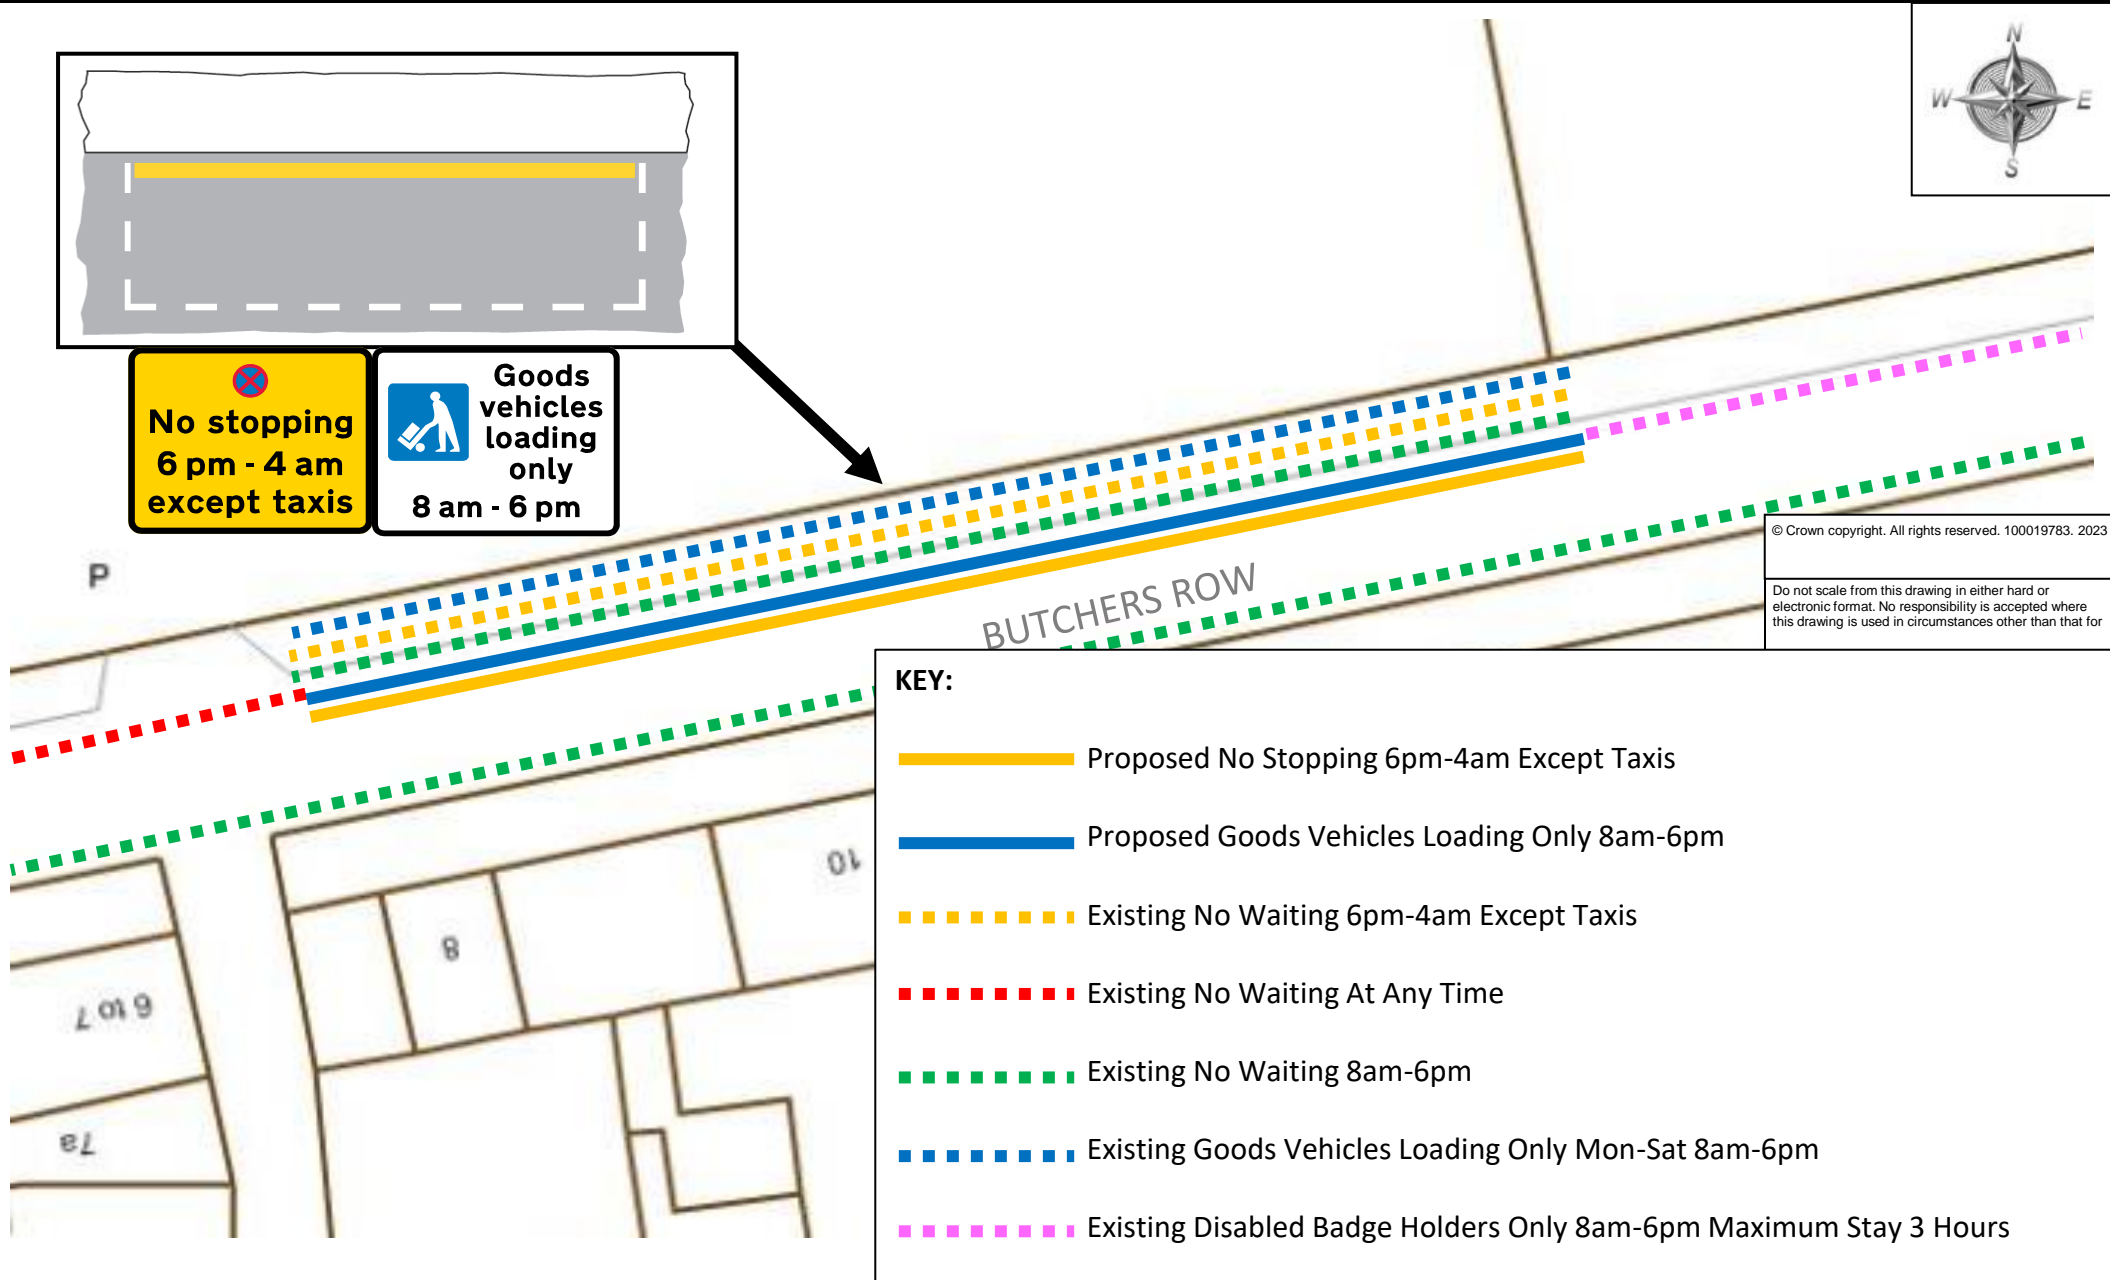 N
W
E
S
No stopping
6 pm - 4 am
except taxis
Goods
vehicles
loading
only
8 am - 6 pm
P
BUTCHERS ROW
© Crown copyright. All rights reserved. 100019783. 2023
Do not scale from this drawing in either hard or
electronic format. No responsibility is accepted where
this drawing is used in circumstances other than that for
KEY:
Proposed No Stopping 6pm-4am Except Taxis
Proposed Goods Vehicles Loading Only 8am-6pm
Existing No Waiting 6pm-4am Except Taxis
Existing No Waiting At Any Time
Existing No Waiting 8am-6pm
Existing Goods Vehicles Loading Only Mon-Sat 8am-6pm
Existing Disabled Badge Holders Only 8am-6pm Maximum Stay 3 Hours
10
8
6 to 7
7a